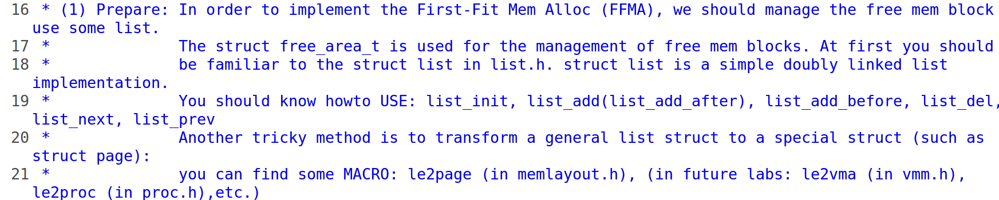 16 * (1) Prepare: In order to implement the First-Fit Mem Alloc (FFMA), we should manage the free mem block
use some list.
17 *              The struct free_area_t is used for the management of free mem blocks. At first you should
18 *              be familiar to the struct list in list.h. struct list is a simple doubly linked list
implementation.
19 *              You should know howto USE: list_init, list_add(list_add_after), list_add_before, list_del,
list_next, list_prev
20 *              Another tricky method is to transform a general list struct to a special struct (such as
struct page):
21 *              you can find some MACRO: le2page (in memlayout.h), (in future labs: le2vma (in vmm.h),
le2proc (in proc.h),etc.)